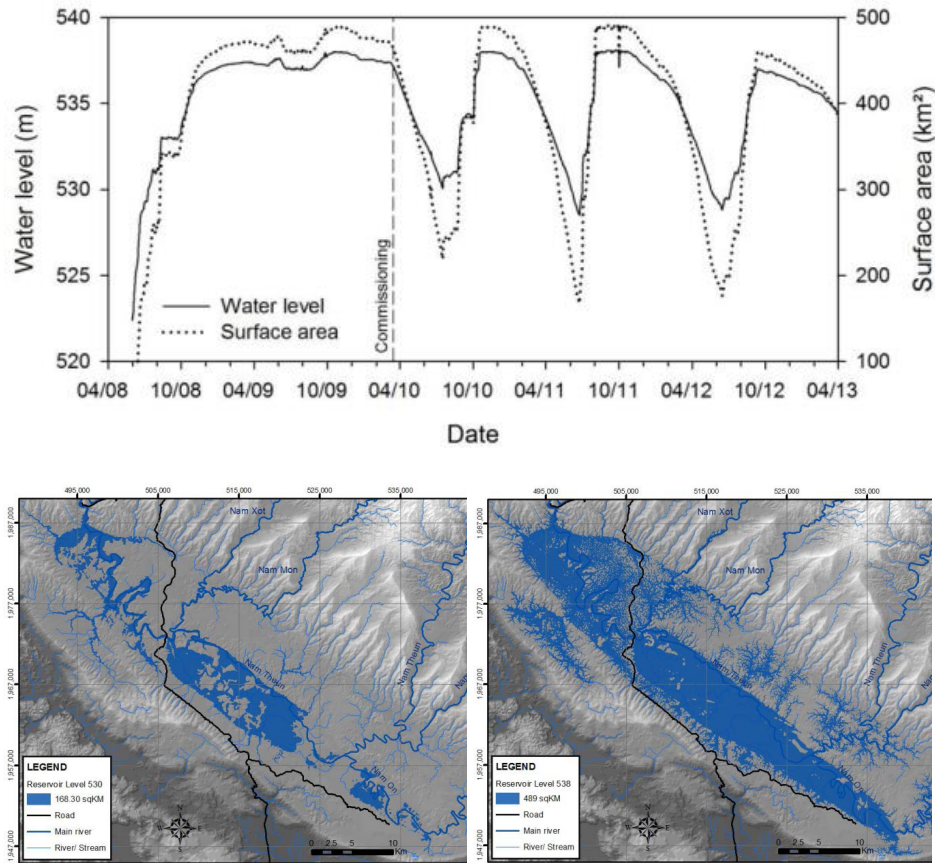 540
535
530
525
520
Water level (m)
500
400
300
200
100
Surface area (km²)
Commissioning
Water level
Surface area
04/08 10/08 04/09 10/09 04/10 10/10 04/11 10/11 04/12 10/12 04/13
Date
495,000 505,000 515,000 525,000 535,000
1,987,000
1,977,000
1,967,000
1,957,000
1,947,000
Nam Xot
Nam Mon
Nam Theun
Nam Theun
Nam On
LEGEND
Reservoir Level 530
168.30 sqKM
Road
Main river
River/ Stream
N
W E
S
0 2.5 5 10
Km
495,000 505,000 515,000 525,000 535,000
1,987,000
1,977,000
1,967,000
1,957,000
1,947,000
Nam Xot
Nam Mon
Nam Theun
Nam On
LEGEND
Reservoir Level 538
489 sqKM
Road
Main river
River/ Stream
N
W E
S
0 2.5 5 10
Km